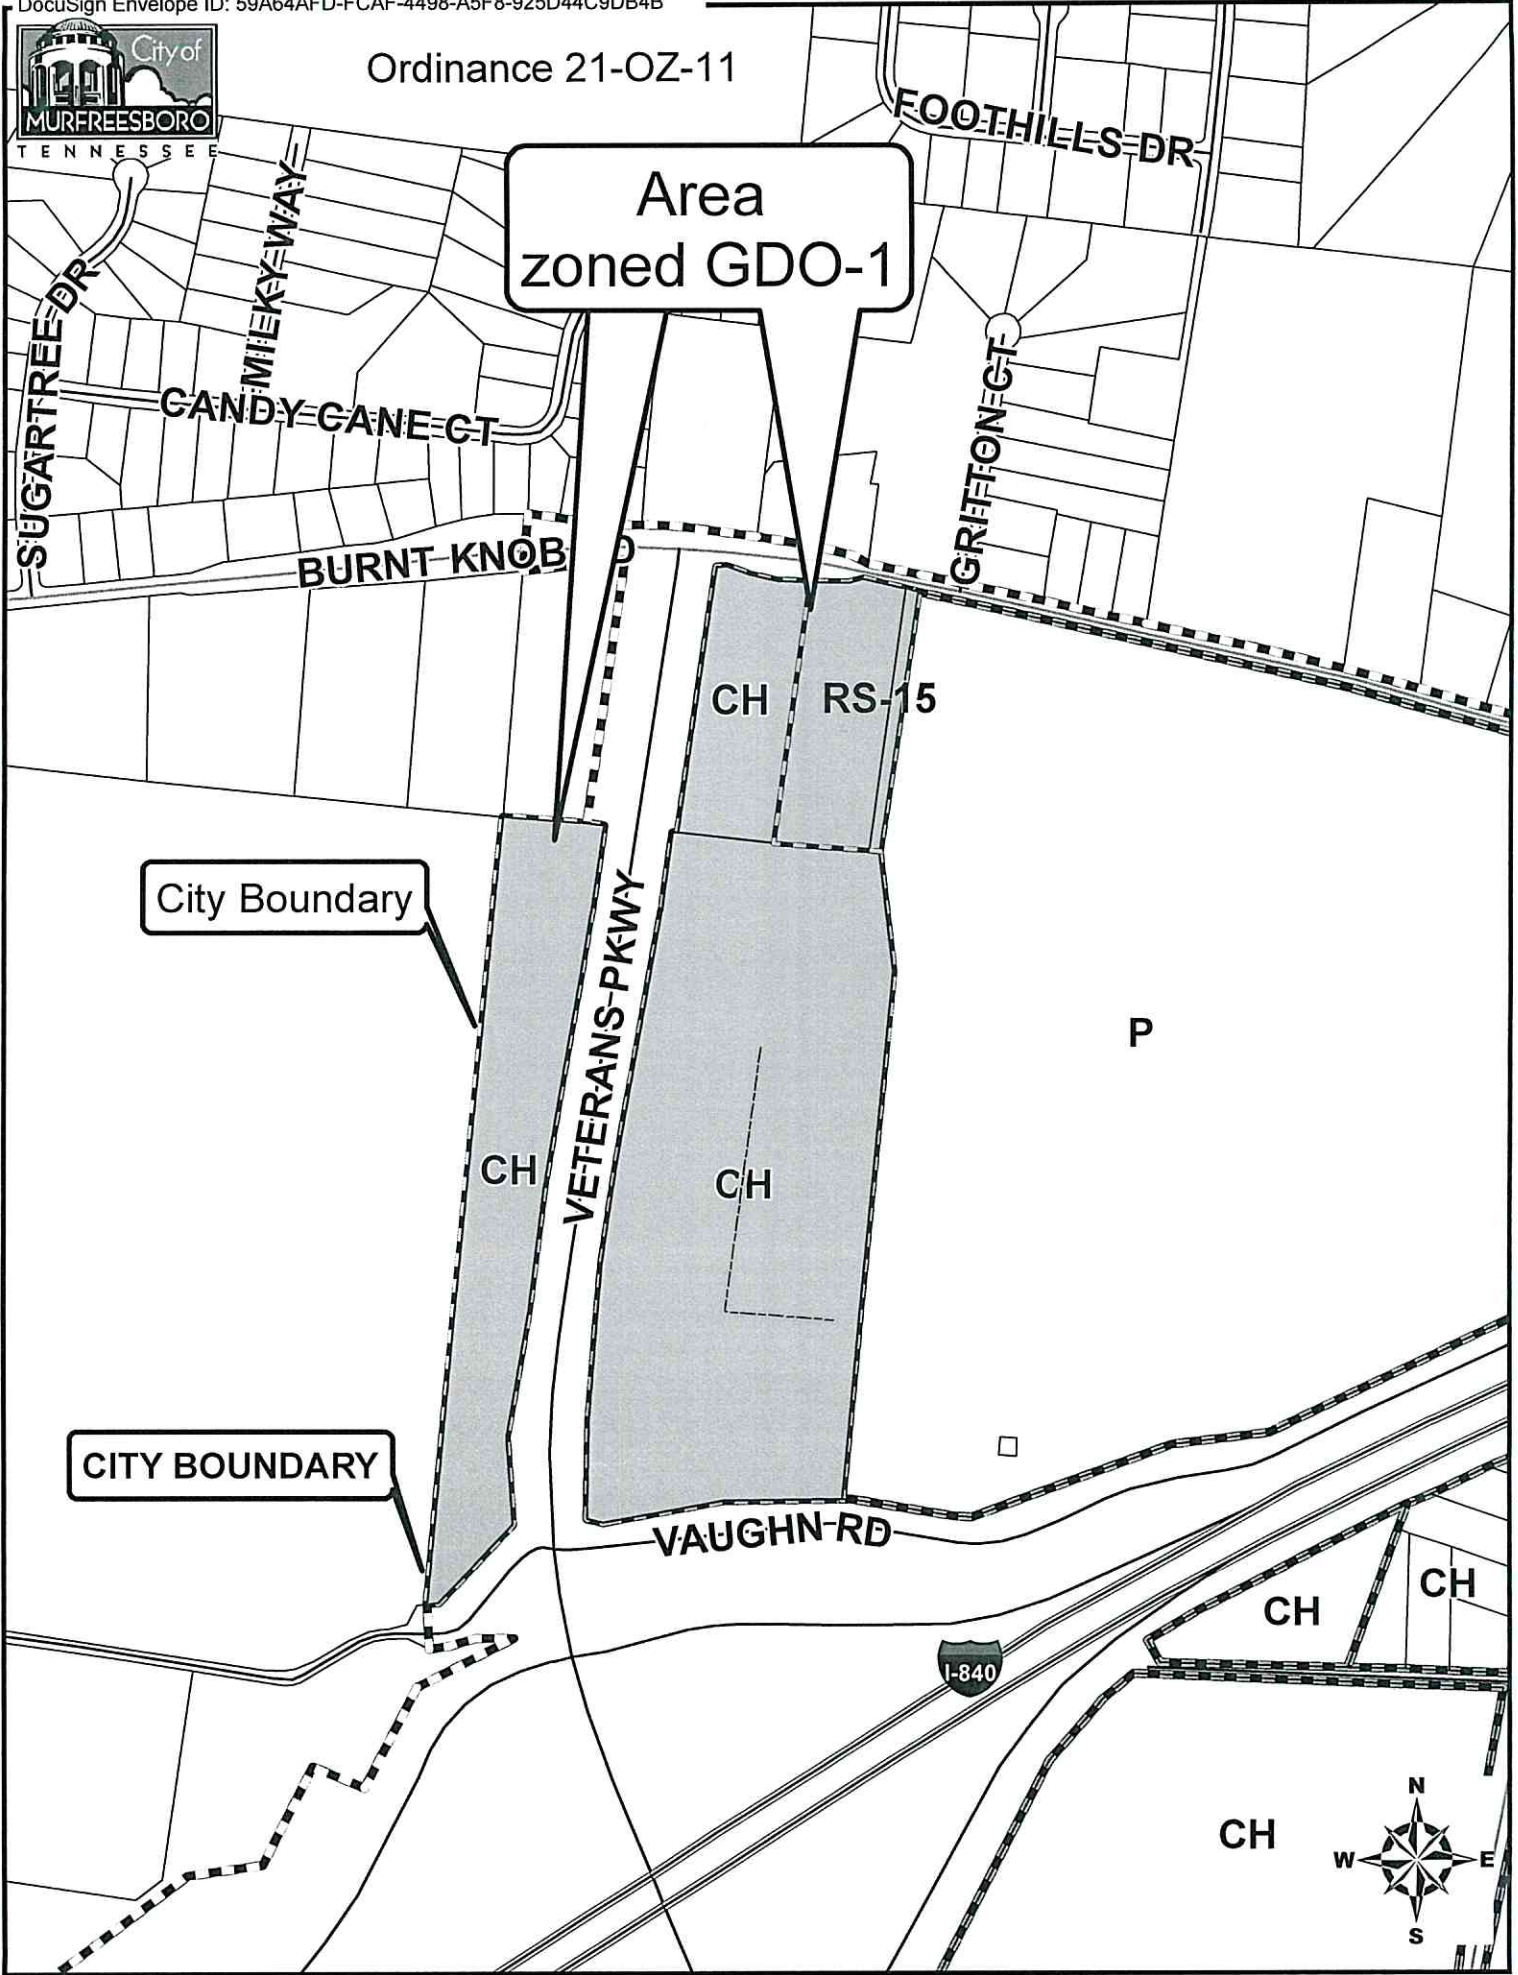 DocuSign Envelope ID: 59A64AFD-FCAF-4498-A5F8-925D44C9DB4B
City of
MURFREESBORO
TENNESSEE
Ordinance 21-OZ-11
FOOTHILLS DR
Area
zoned GDO-1
MIEKY WAY
SUGARTREE DR
CANDY CANE CT
GRITTON CT
BURNT KNOB D
CH
RS-15
City Boundary
VETERANS PKWY
P
CH
CH
CITY BOUNDARY
VAUGHN RD
CH
CH
I-840
CH
N
W
E
S